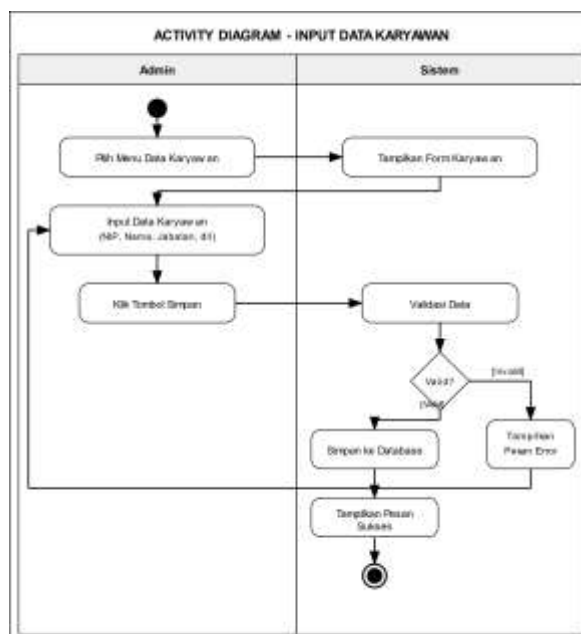 ACTIVITY DIAGRAM - INPUT DATA KARYAWAN
Admin
Sistem
Pilih Menu Data Karyawan
Tampilkan Form Karyawan
Input Data Karyawan
(NIP, Nama, Jabatan, dll)
Klik Tombol Simpan
Validasi Data
Valid?
[Invalid]
[Valid]
Simpan ke Database
Tampilkan
Pesan Error
Tampilkan Pesan
Sukses